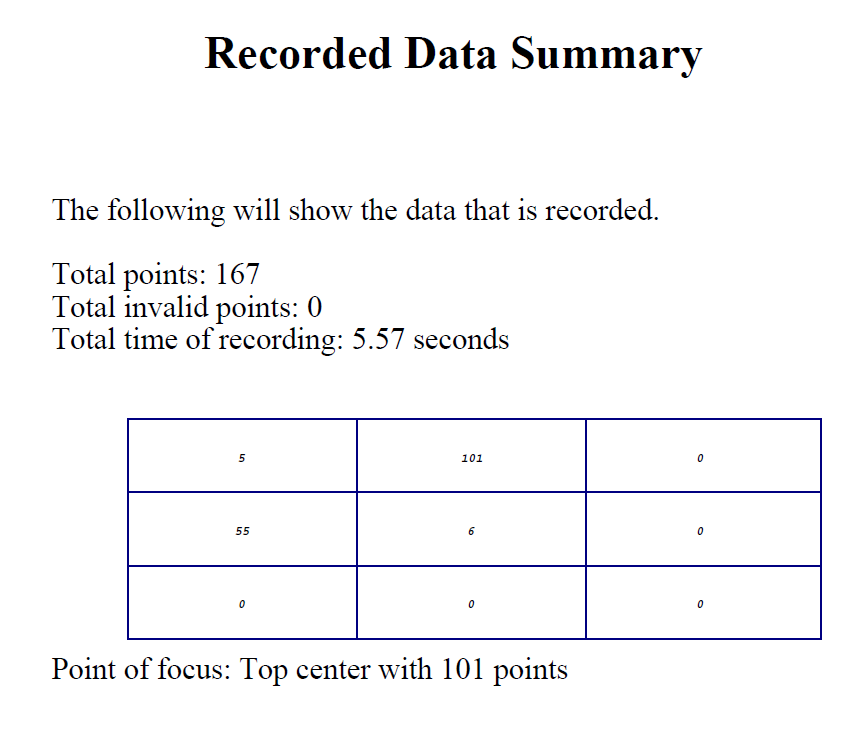 Recorded Data Summary
The following will show the data that is recorded.
Total points: 167
Total invalid points: 0
Total time of recording: 5.57 seconds
5 101 0
55 6 0
0 0 0
Point of focus: Top center with 101 points